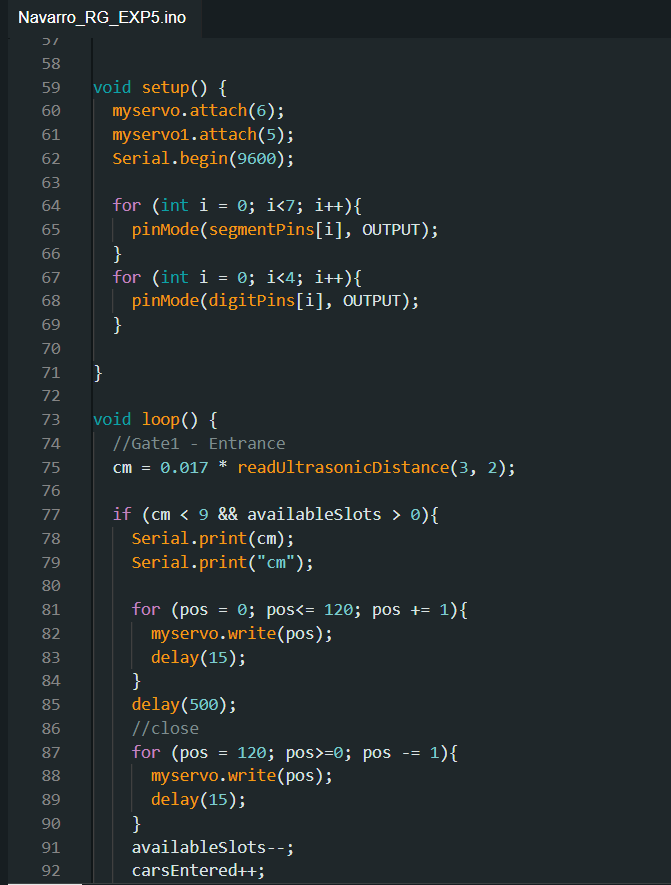 Navarro_RG_EXP5.ino
57
58
59 void setup() {
60   myservo.attach(6);
61   myservo1.attach(5);
62   Serial.begin(9600);
63
64   for (int i = 0; i<7; i++){
65     pinMode(segmentPins[i], OUTPUT);
66   }
67   for (int i = 0; i<4; i++){
68     pinMode(digitPins[i], OUTPUT);
69   }
70
71 }
72
73 void loop() {
74   //Gate1 - Entrance
75   cm = 0.017 * readUltrasonicDistance(3, 2);
76
77   if (cm < 9 && availableSlots > 0){
78     Serial.print(cm);
79     Serial.print("cm");
80
81     for (pos = 0; pos<= 120; pos += 1){
82       myservo.write(pos);
83       delay(15);
84     }
85     delay(500);
86     //close
87     for (pos = 120; pos>=0; pos -= 1){
88       myservo.write(pos);
89       delay(15);
90     }
91     availableSlots--;
92     carsEntered++;